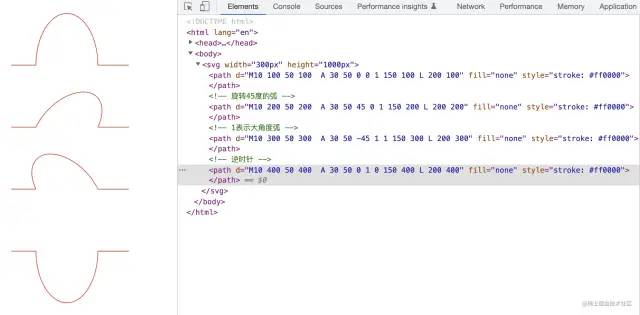 Elements Console Sources Performance insights Network Performance Memory Application
<!DOCTYPE html>
<html lang="en">
<head>…</head>
<body>
<svg width="300px" height="1000px">
<path d="M10 100 50 100  A 30 50 0 0 1 150 100 L 200 100" fill="none" style="stroke: #ff0000">
</path>
<!-- 旋转45度的弧 -->
<path d="M10 200 50 200  A 30 50 45 0 1 150 200 L 200 200" fill="none" style="stroke: #ff0000">
</path>
<!-- 1表示大角度弧 -->
<path d="M10 300 50 300  A 30 50 -45 1 1 150 300 L 200 300" fill="none" style="stroke: #ff0000">
</path>
<!-- 逆时针 -->
<path d="M10 400 50 400  A 30 50 0 1 0 150 400 L 200 400" fill="none" style="stroke: #ff0000">
</path> == $0
</svg>
</body>
</html>
@稀土掘金技术社区